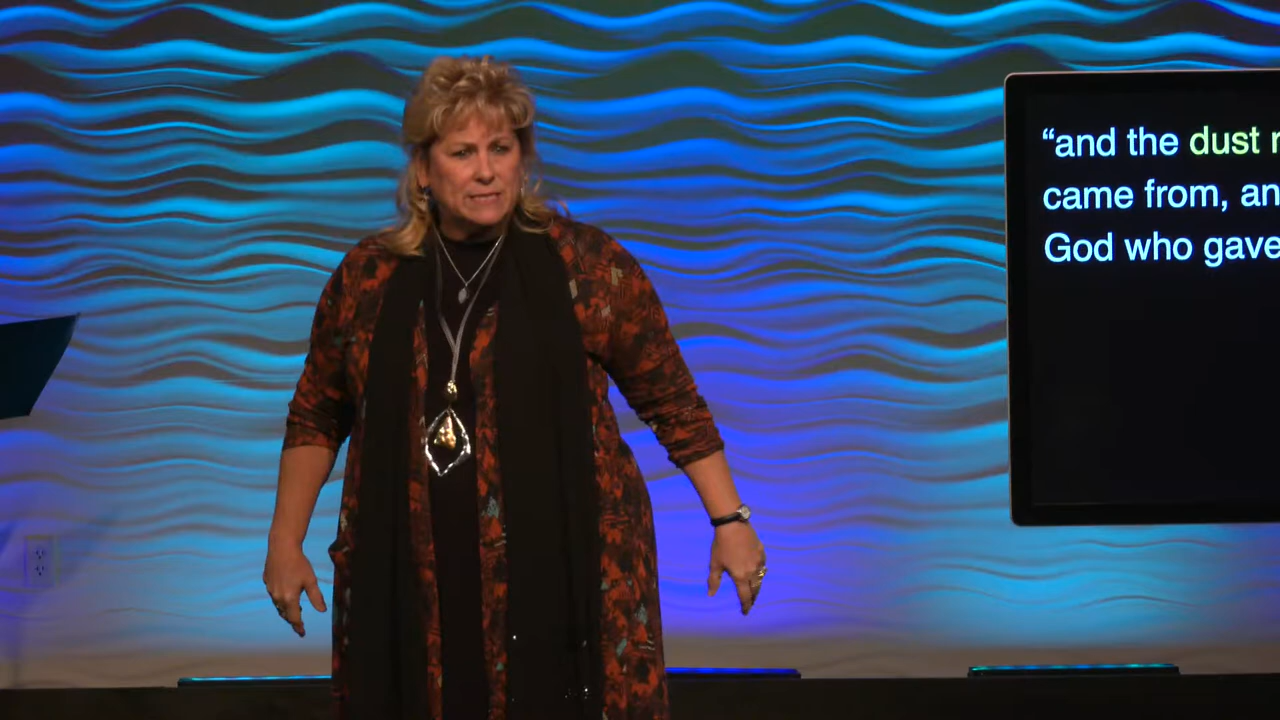 “and the dust
came from, an
God who gave